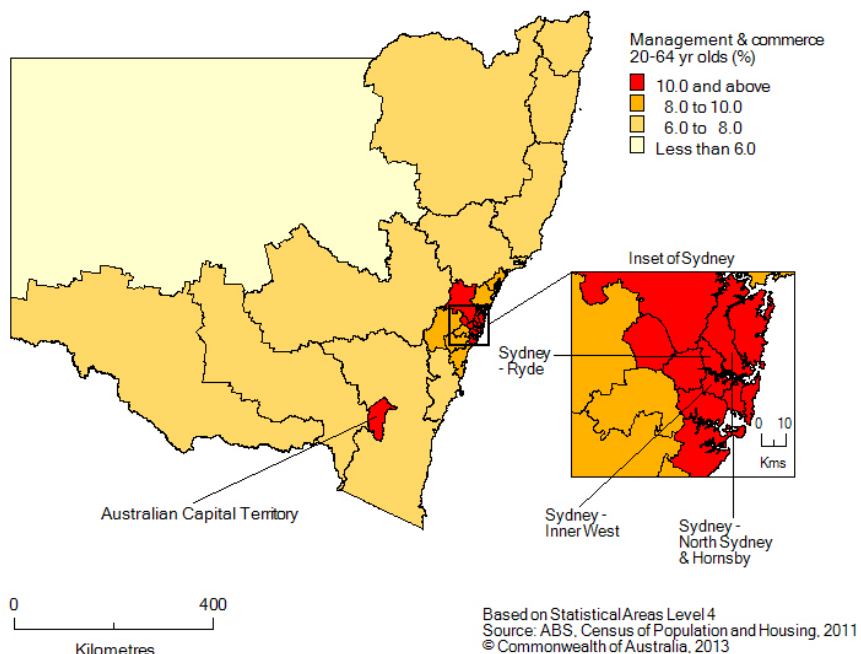 Management & commerce
20-64 yr olds (%)
10.0 and above
8.0 to 10.0
6.0 to 8.0
Less than 6.0
Inset of Sydney
Sydney
- Ryde
0 10
Kms
Australian Capital Territory
Sydney -
Inner West
Sydney -
North Sydney
& Hornsby
0 400
Kilometres
Based on Statistical Areas Level 4
Source: ABS, Census of Population and Housing, 2011
© Commonwealth of Australia, 2013